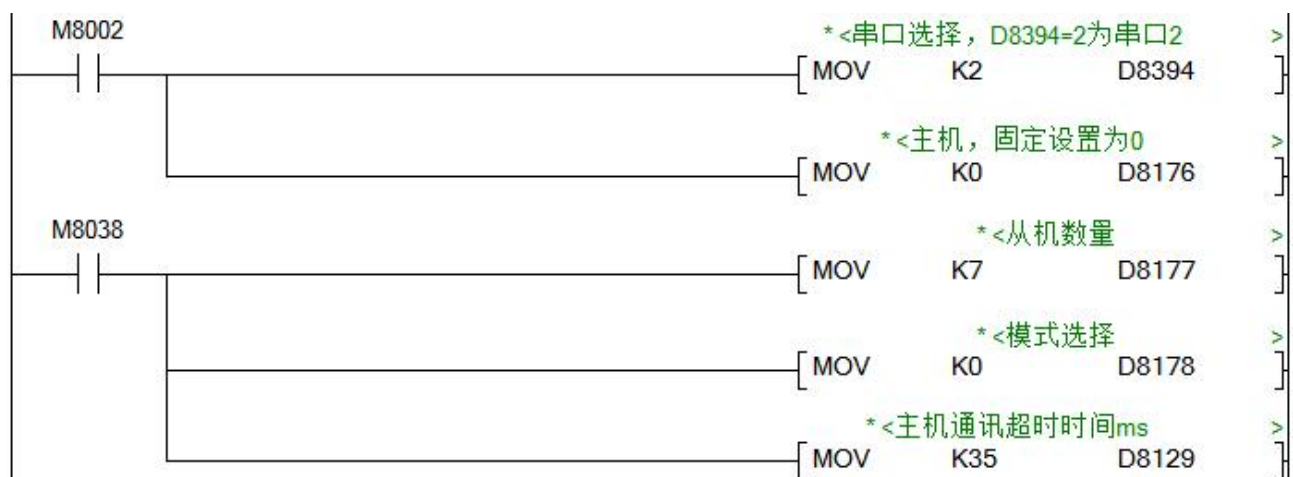 M8002
*<串口选择，D8394=2为串口2 >
MOV K2 D8394
*<主机，固定设置为0 >
MOV K0 D8176
M8038
*<从机数量 >
MOV K7 D8177
*<模式选择 >
MOV K0 D8178
*<主机通讯超时时间ms >
MOV K35 D8129